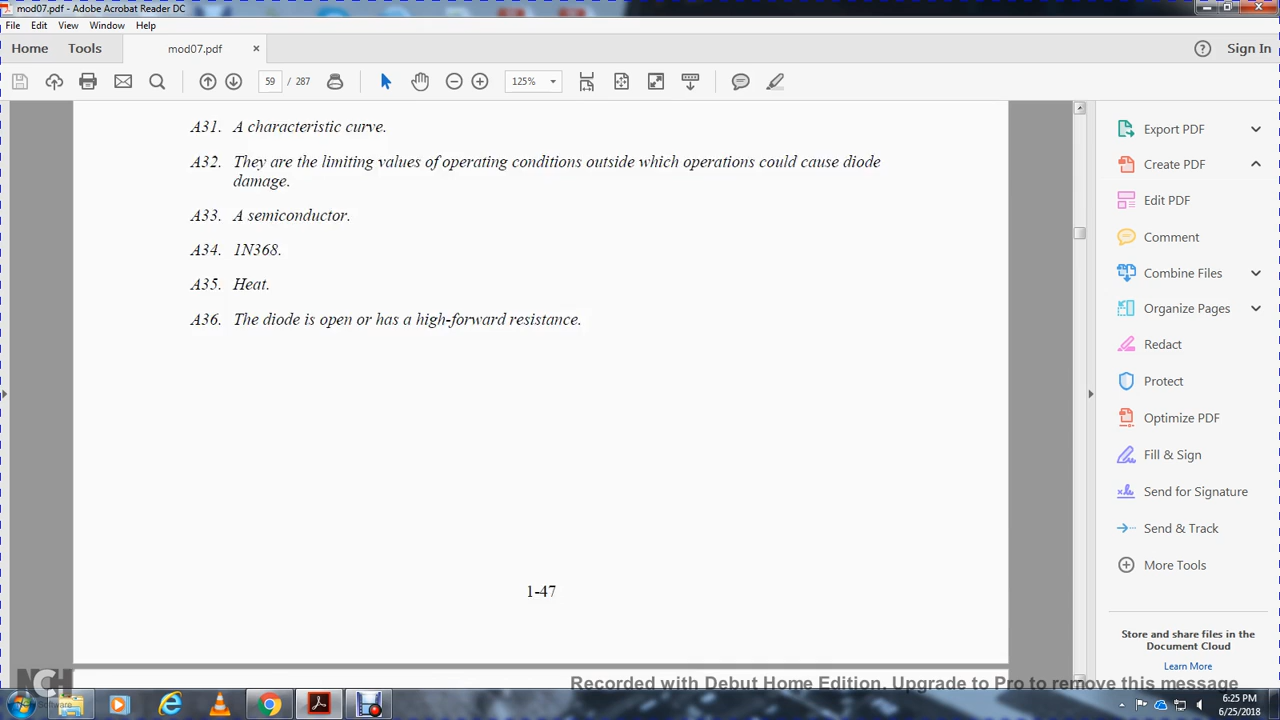 mod07.pdf - Adobe Acrobat Reader DC
File Edit View Window Help
Home Tools mod07.pdf × Sign In
59 / 287 125%
A31. A characteristic curve.
A32. They are the limiting values of operating conditions outside which operations could cause diode
damage.
A33. A semiconductor.
A34. 1N368.
A35. Heat.
A36. The diode is open or has a high-forward resistance.
1-47
Export PDF
Create PDF
Edit PDF
Comment
Combine Files
Organize Pages
Redact
Protect
Optimize PDF
Fill & Sign
Send for Signature
Send & Track
More Tools
Store and share files in the
Document Cloud
Learn More
NCH
Software
Recorded with Debut Home Edition. Upgrade to Pro to remove this message
6:25 PM
6/25/2018